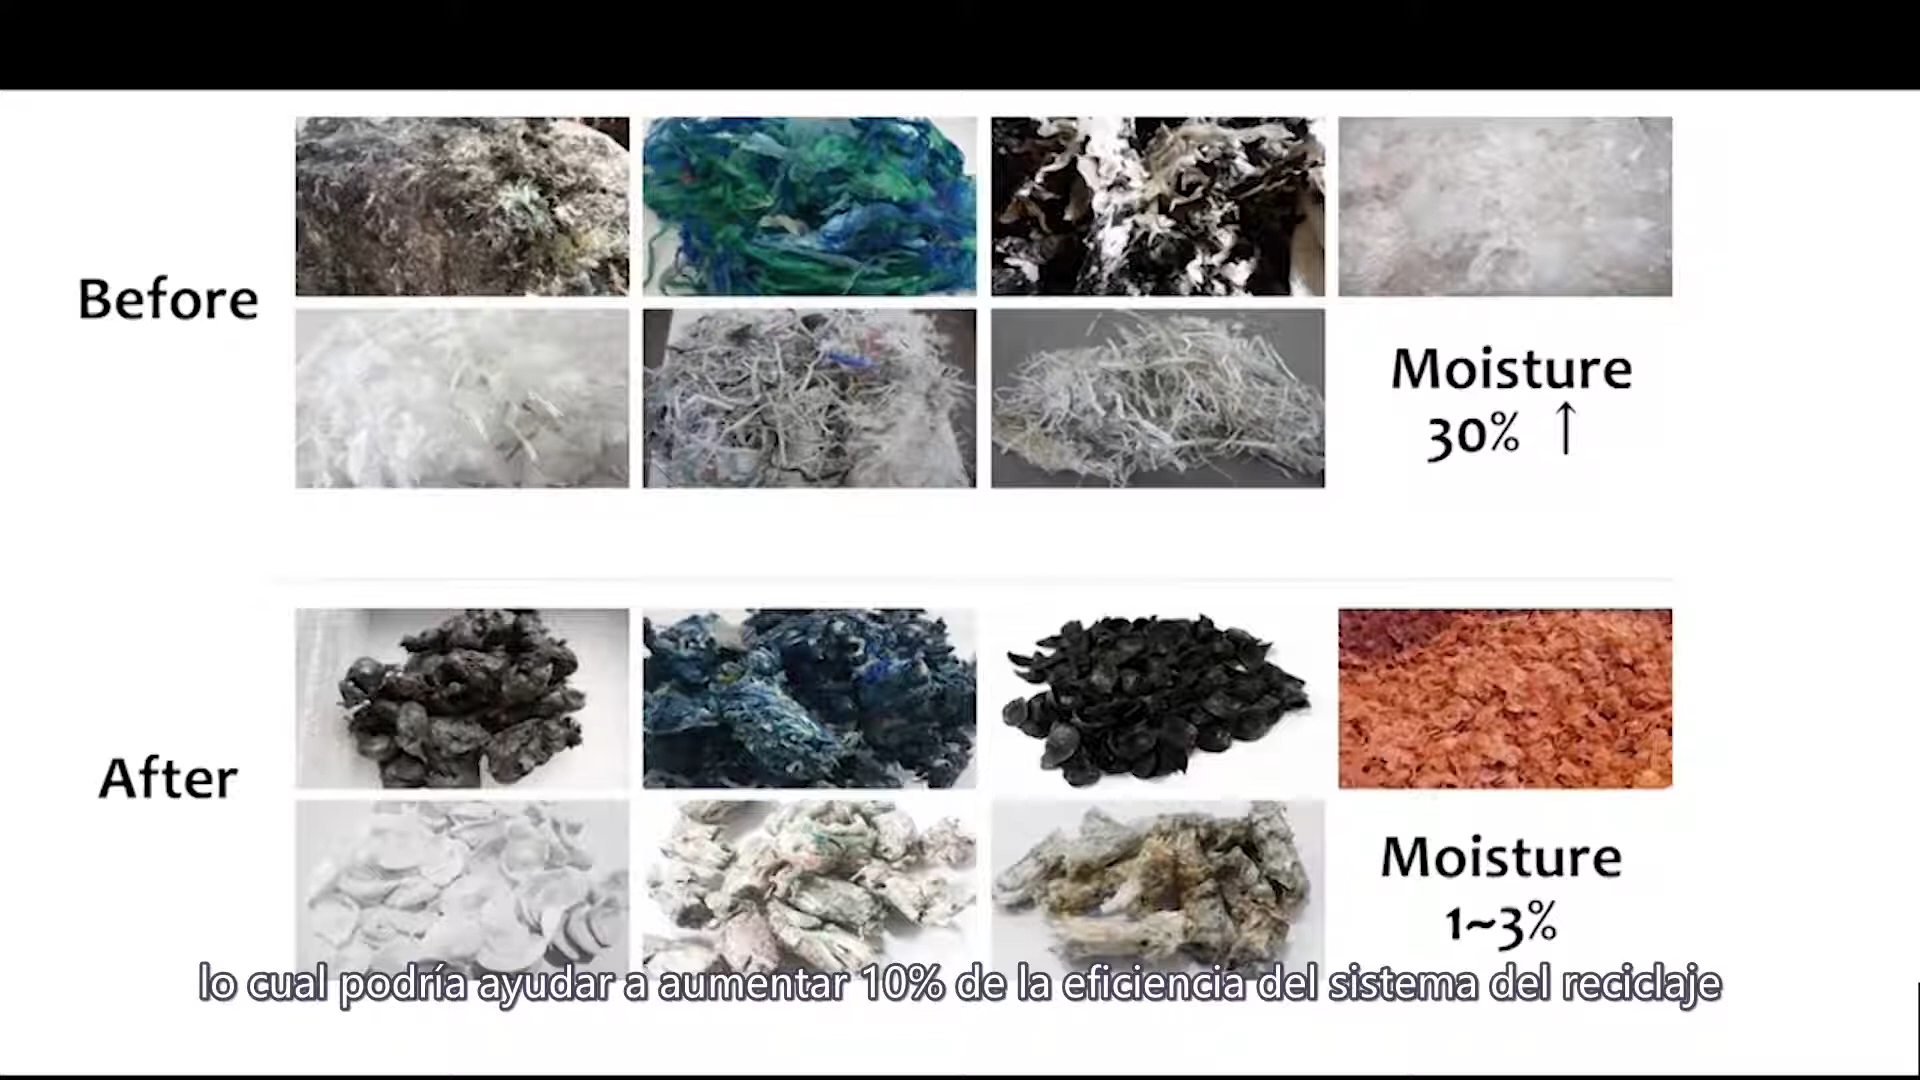 Before
Moisture
30% ↑
After
Moisture
1~3%
lo cual podría ayudar a aumentar 10% de la eficiencia del sistema del reciclaje